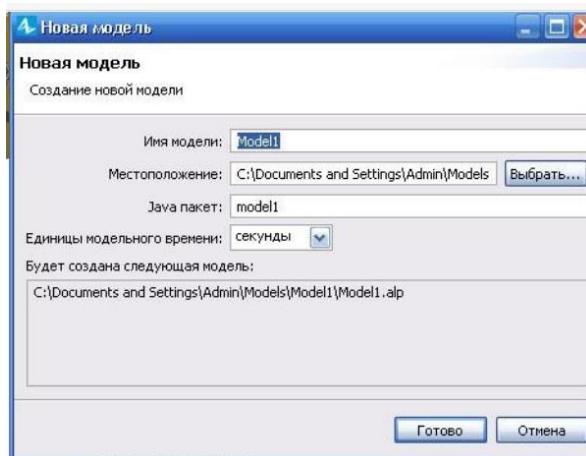 Новая модель
Новая модель
Создание новой модели
Имя модели: Model1
Местоположение: C:\Documents and Settings\Admin\Models Выбрать...
Java пакет: model1
Единицы модельного времени: секунды
Будет создана следующая модель:
C:\Documents and Settings\Admin\Models\Model1\Model1.alp
Готово Отмена